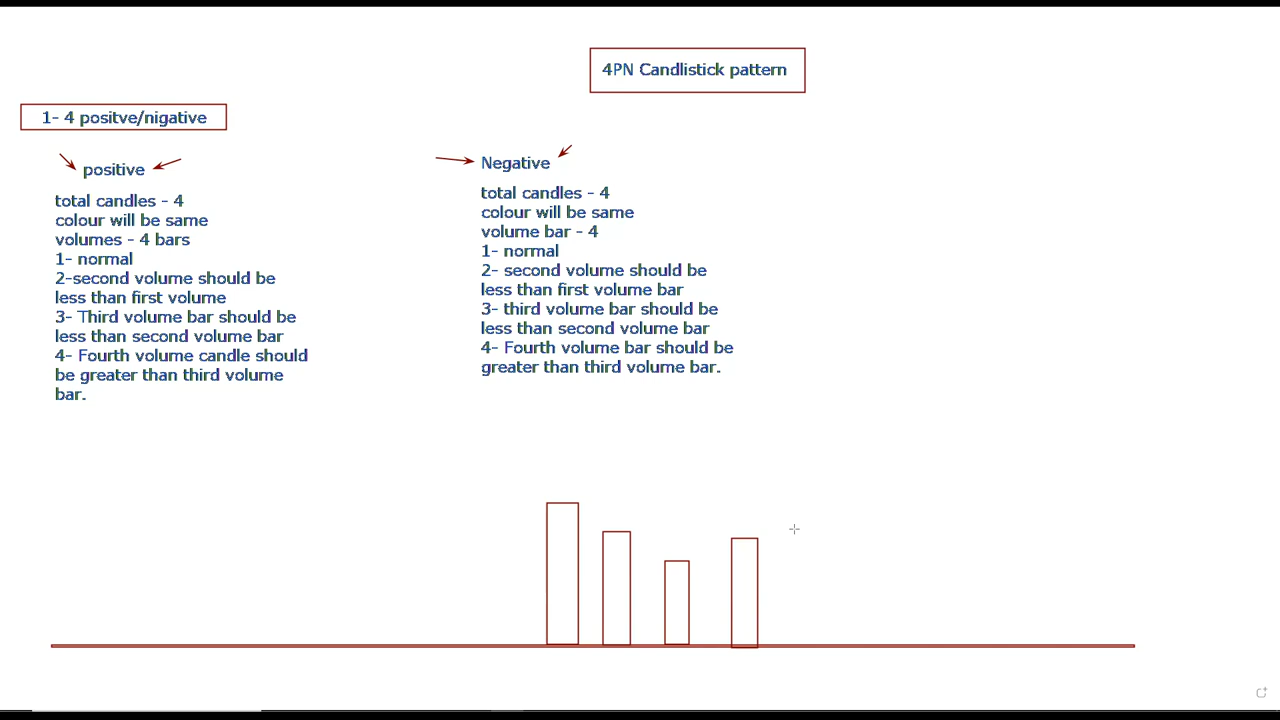 4PN Candlistick pattern
1- 4 positve/nigative
positive
total candles - 4
colour will be same
volumes - 4 bars
1- normal
2-second volume should be
less than first volume
3- Third volume bar should be
less than second volume bar
4- Fourth volume candle should
be greater than third volume
bar.
Negative
total candles - 4
colour will be same
volume bar - 4
1- normal
2- second volume should be
less than first volume bar
3- third volume bar should be
less than second volume bar
4- Fourth volume bar should be
greater than third volume bar.